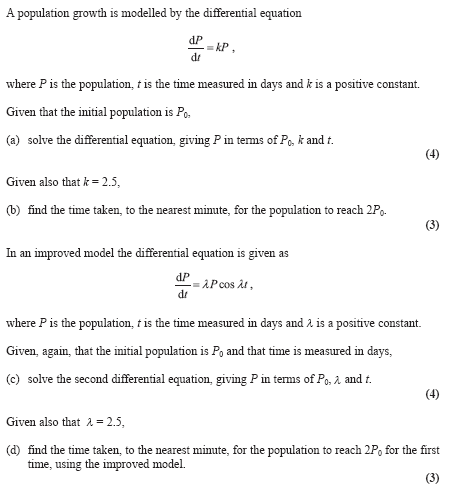 A population growth is modelled by the differential equation
dP/dt = kP ,
where P is the population, t is the time measured in days and k is a positive constant.
Given that the initial population is P₀,
(a) solve the differential equation, giving P in terms of P₀, k and t.
(4)
Given also that k = 2.5,
(b) find the time taken, to the nearest minute, for the population to reach 2P₀.
(3)
In an improved model the differential equation is given as
dP/dt = λP cos λt ,
where P is the population, t is the time measured in days and λ is a positive constant.
Given, again, that the initial population is P₀ and that time is measured in days,
(c) solve the second differential equation, giving P in terms of P₀, λ and t.
(4)
Given also that λ = 2.5,
(d) find the time taken, to the nearest minute, for the population to reach 2P₀ for the first
time, using the improved model.
(3)